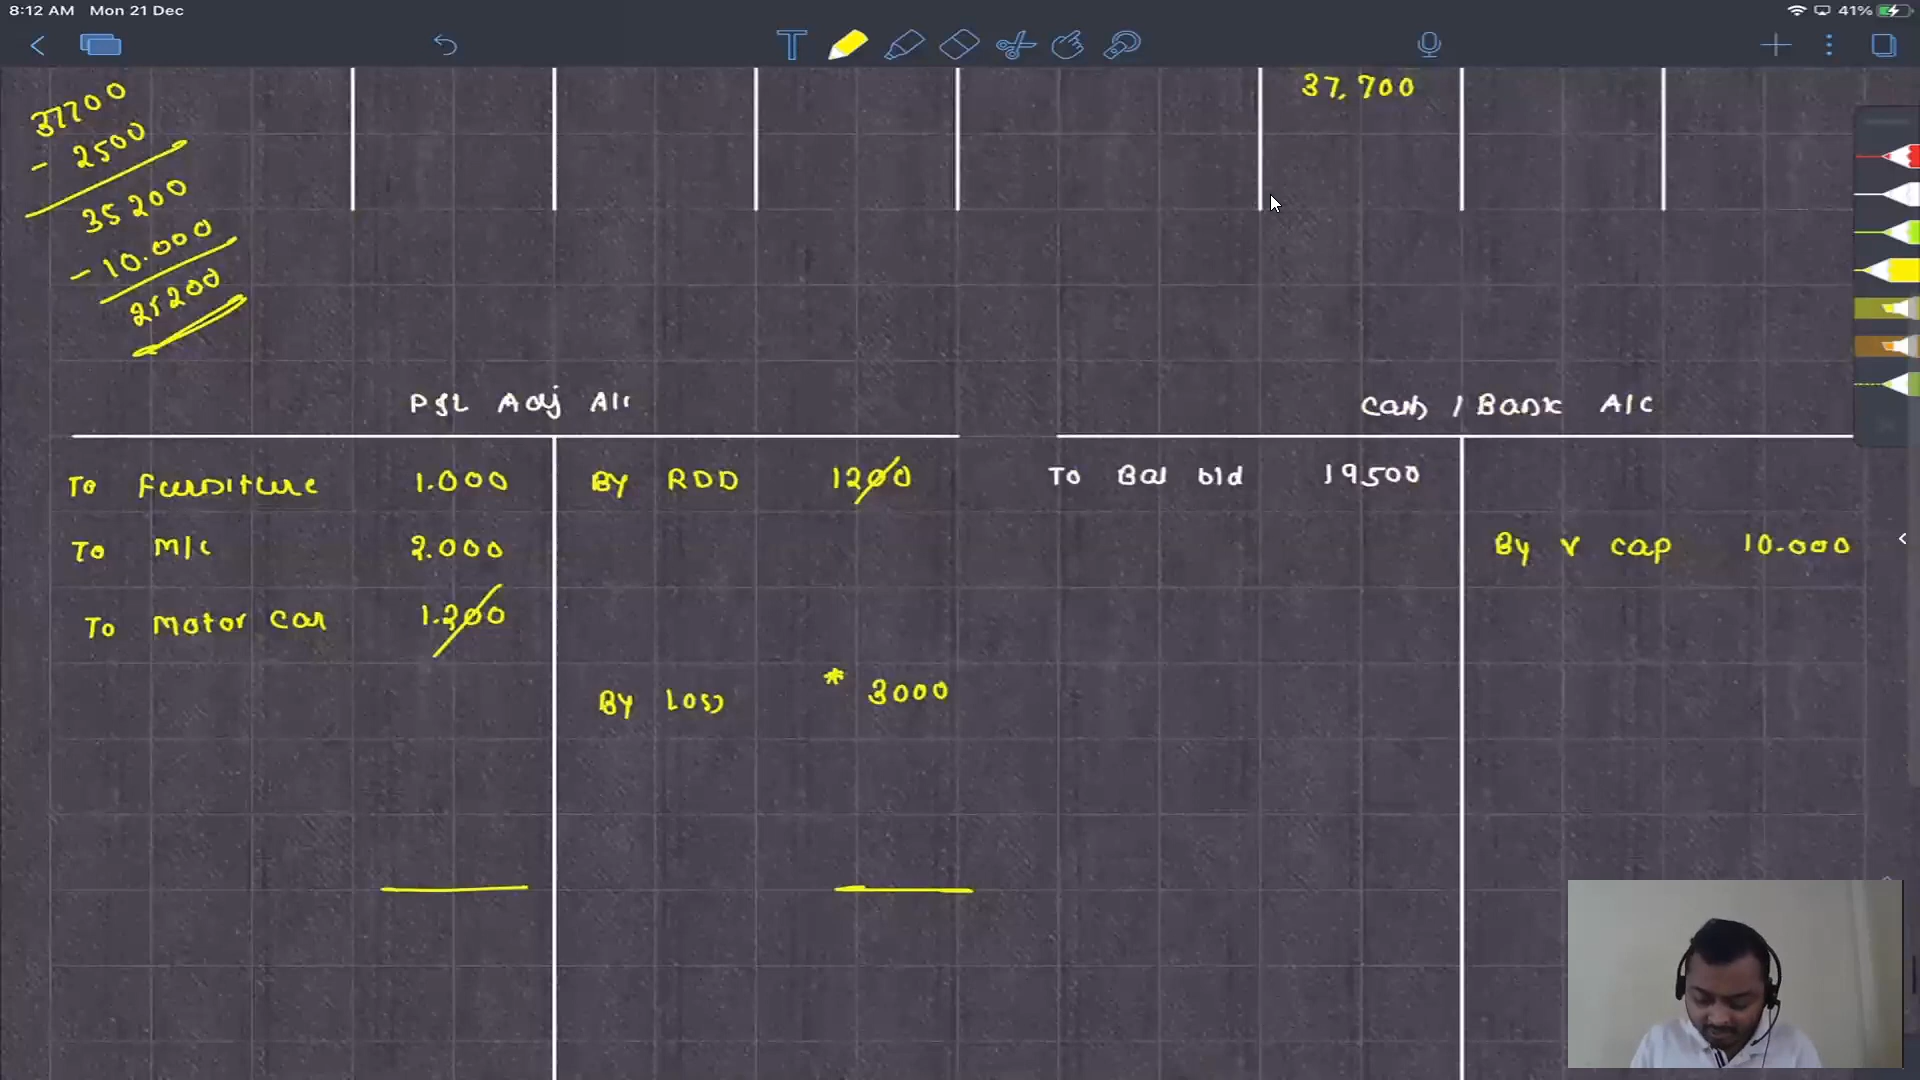 8:12 AM Mon 21 Dec
41%
T
37700
- 2500
35200
- 10.000
25200
37,700
P&L Adj A/c
To Furniture 1.000
To M/c 2.000
To Motor car 1.200
By RDD 1200
By Loss * 3000
Cash / Bank A/c
To Bal b/d 19500
By V cap 10.000